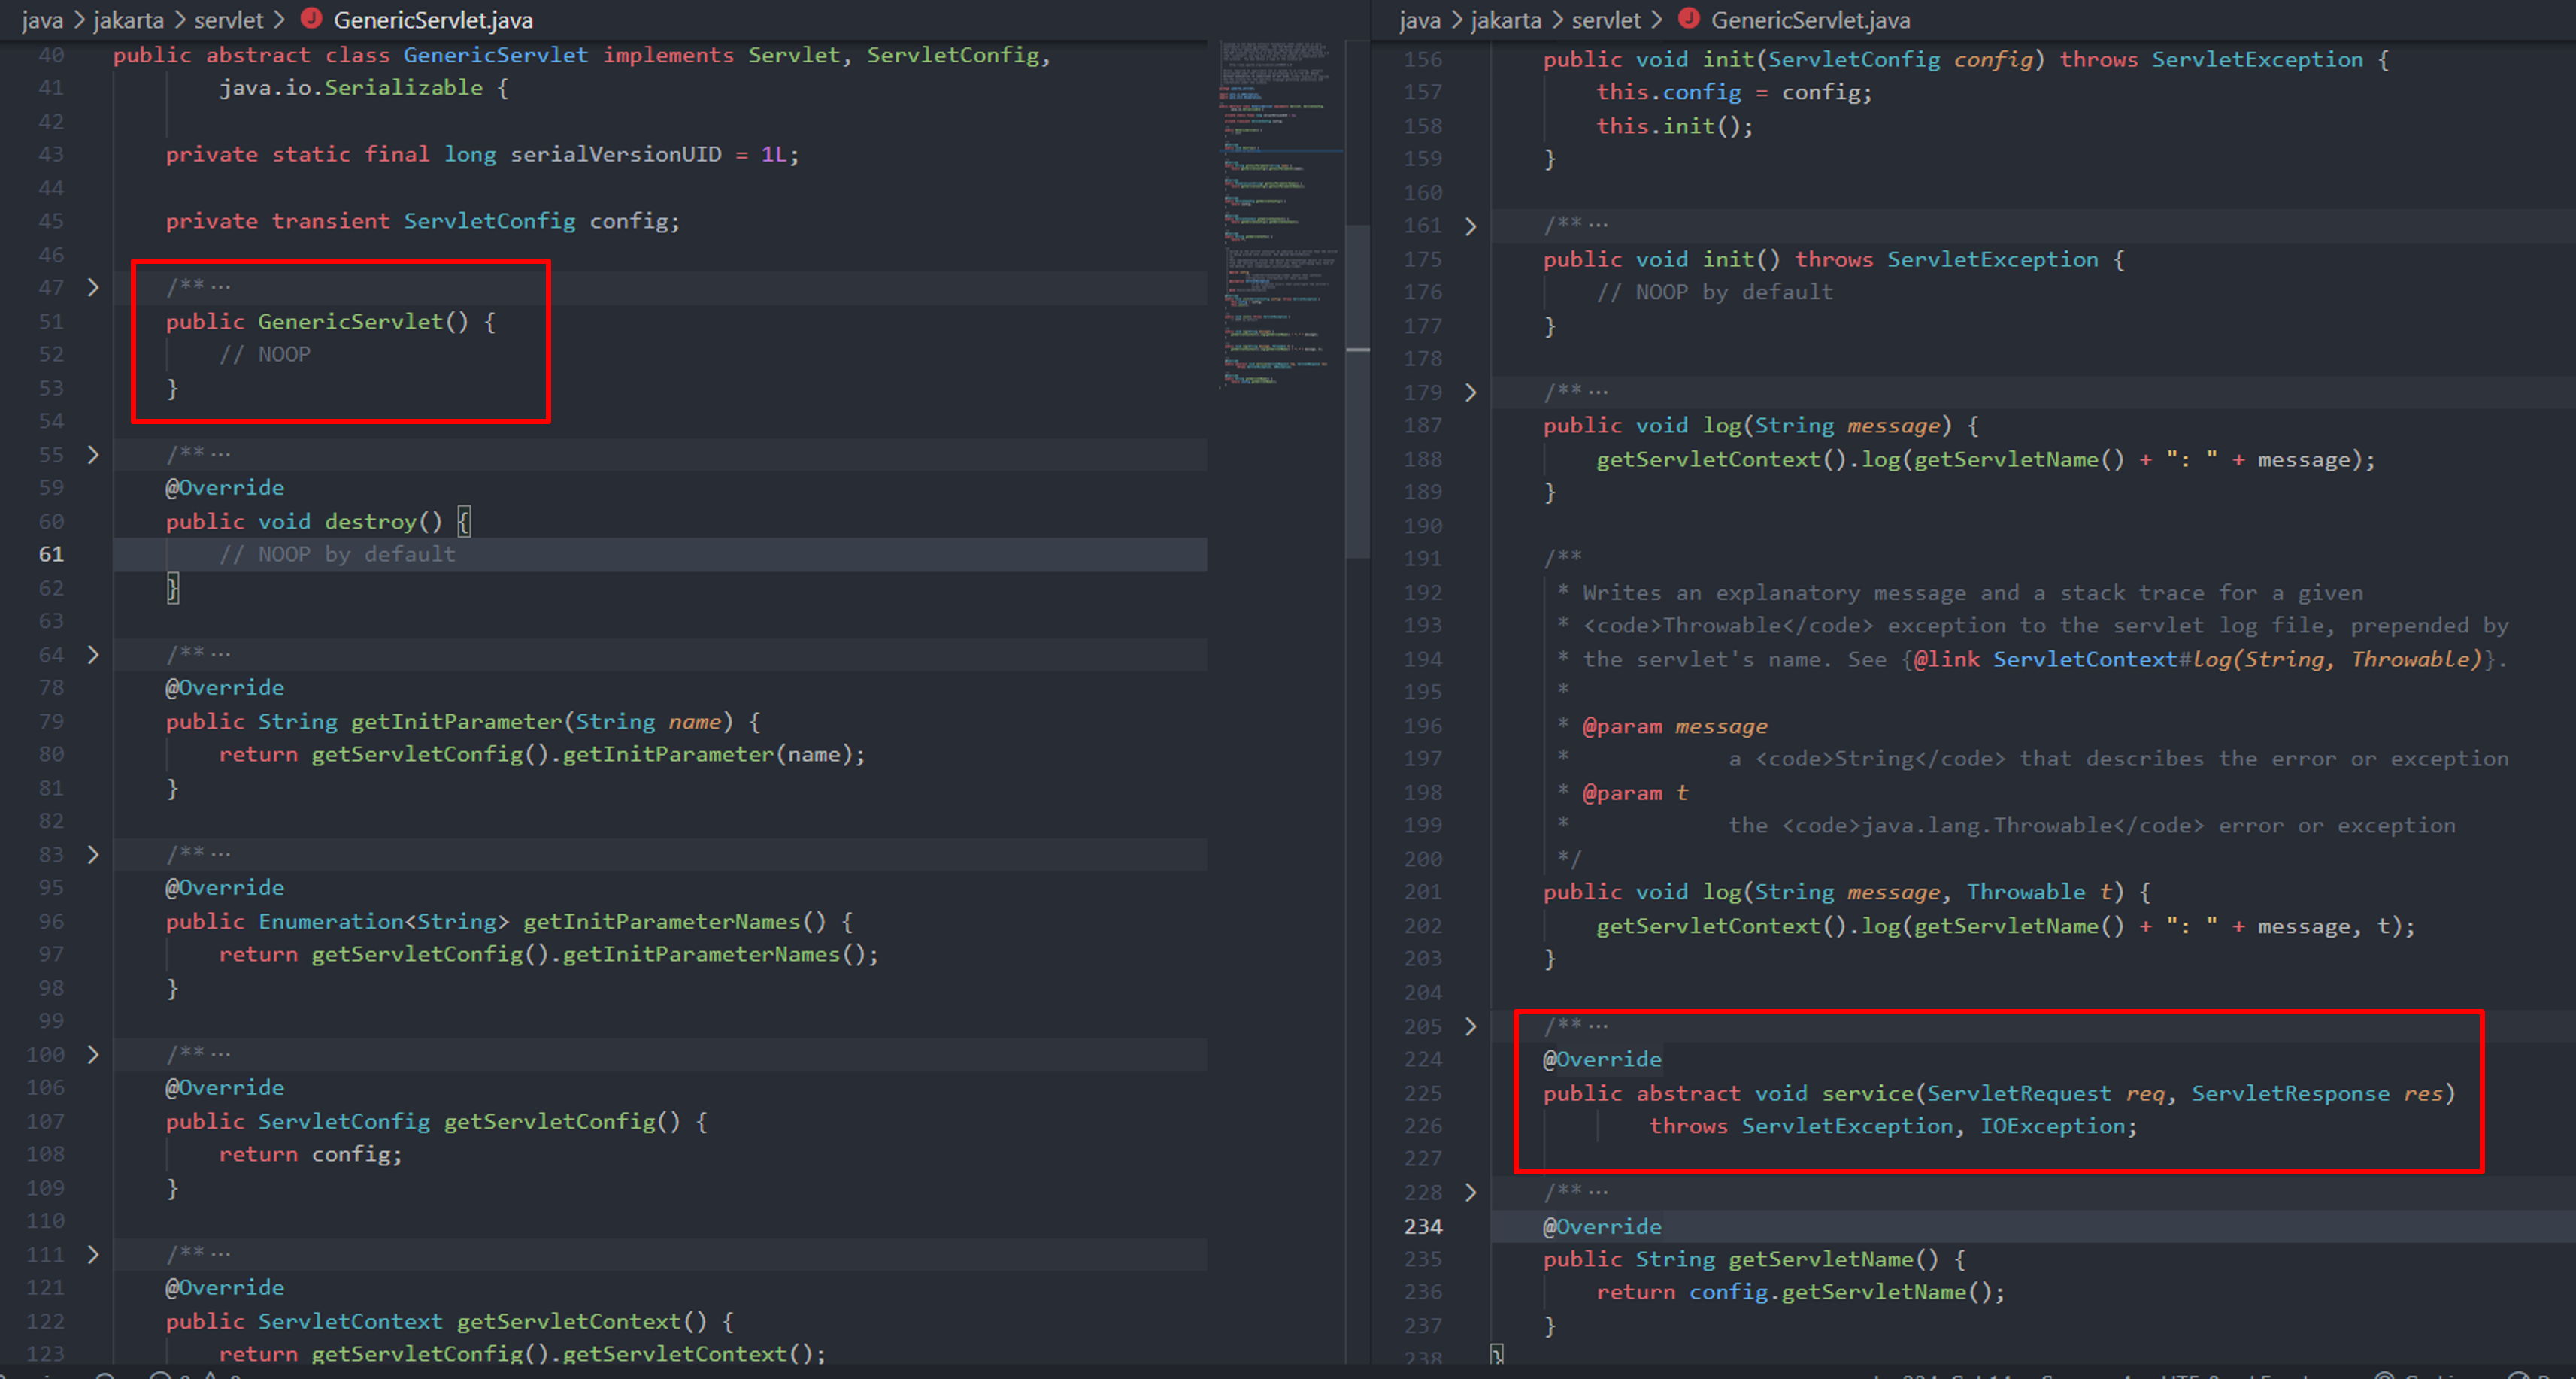 java > jakarta > servlet > J GenericServlet.java
40 public abstract class GenericServlet implements Servlet, ServletConfig,
41 java.io.Serializable {
42
43 private static final long serialVersionUID = 1L;
44
45 private transient ServletConfig config;
46
47 > /** ···
51 public GenericServlet() {
52 // NOOP
53 }
54
55 > /** ···
59 @Override
60 public void destroy() {
61 // NOOP by default
62 }
63
64 > /** ···
78 @Override
79 public String getInitParameter(String name) {
80 return getServletConfig().getInitParameter(name);
81 }
82
83 > /** ···
95 @Override
96 public Enumeration<String> getInitParameterNames() {
97 return getServletConfig().getInitParameterNames();
98 }
99
100 > /** ···
106 @Override
107 public ServletConfig getServletConfig() {
108 return config;
109 }
110
111 > /** ···
121 @Override
122 public ServletContext getServletContext() {
123 return getServletConfig().getServletContext();
java > jakarta > servlet > J GenericServlet.java
156 public void init(ServletConfig config) throws ServletException {
157 this.config = config;
158 this.init();
159 }
160
161 > /** ···
175 public void init() throws ServletException {
176 // NOOP by default
177 }
178
179 > /** ···
187 public void log(String message) {
188 getServletContext().log(getServletName() + ": " + message);
189 }
190
191 /**
192 * Writes an explanatory message and a stack trace for a given
193 * <code>Throwable</code> exception to the servlet log file, prepended by
194 * the servlet's name. See {@link ServletContext#log(String, Throwable)}.
195 *
196 * @param message
197 * a <code>String</code> that describes the error or exception
198 * @param t
199 * the <code>java.lang.Throwable</code> error or exception
200 */
201 public void log(String message, Throwable t) {
202 getServletContext().log(getServletName() + ": " + message, t);
203 }
204
205 > /** ···
224 @Override
225 public abstract void service(ServletRequest req, ServletResponse res)
226 throws ServletException, IOException;
227
228 > /** ···
234 @Override
235 public String getServletName() {
236 return config.getServletName();
237 }
238 }